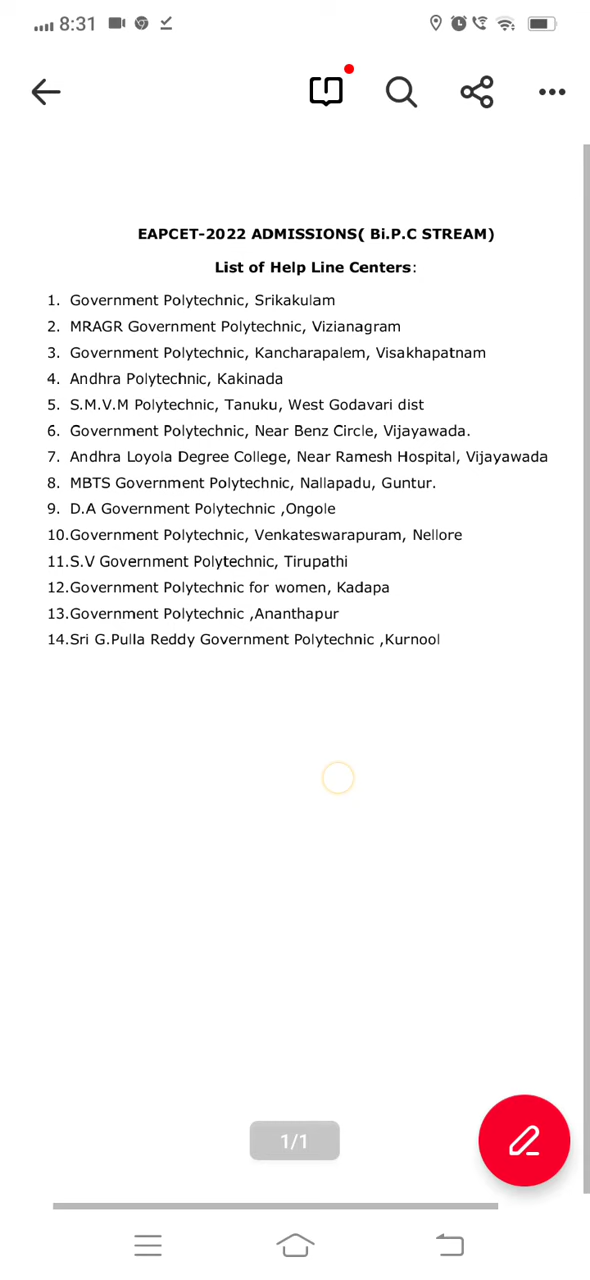 8:31
EAPCET-2022 ADMISSIONS( Bi.P.C STREAM)
List of Help Line Centers:
1. Government Polytechnic, Srikakulam
2. MRAGR Government Polytechnic, Vizianagram
3. Government Polytechnic, Kancharapalem, Visakhapatnam
4. Andhra Polytechnic, Kakinada
5. S.M.V.M Polytechnic, Tanuku, West Godavari dist
6. Government Polytechnic, Near Benz Circle, Vijayawada.
7. Andhra Loyola Degree College, Near Ramesh Hospital, Vijayawada
8. MBTS Government Polytechnic, Nallapadu, Guntur.
9. D.A Government Polytechnic ,Ongole
10.Government Polytechnic, Venkateswarapuram, Nellore
11.S.V Government Polytechnic, Tirupathi
12.Government Polytechnic for women, Kadapa
13.Government Polytechnic ,Ananthapur
14.Sri G.Pulla Reddy Government Polytechnic ,Kurnool
1/1